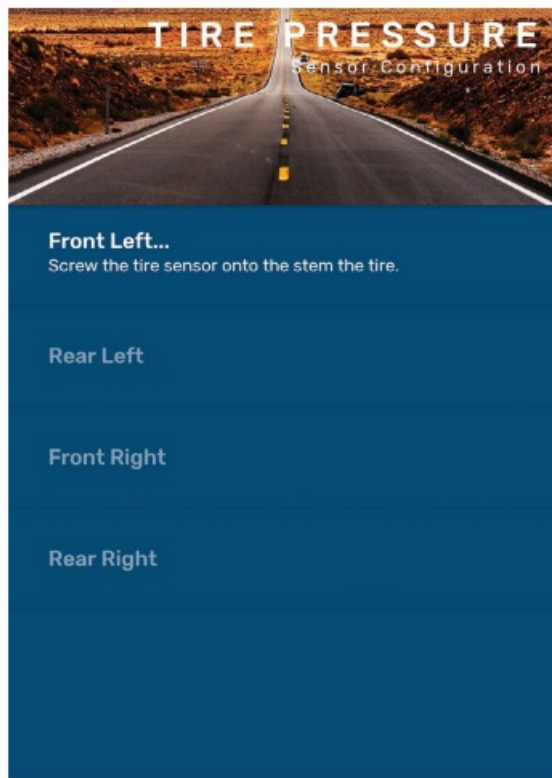 TIRE PRESSURE
Sensor Configuration
Front Left...
Screw the tire sensor onto the stem the tire.
Rear Left
Front Right
Rear Right